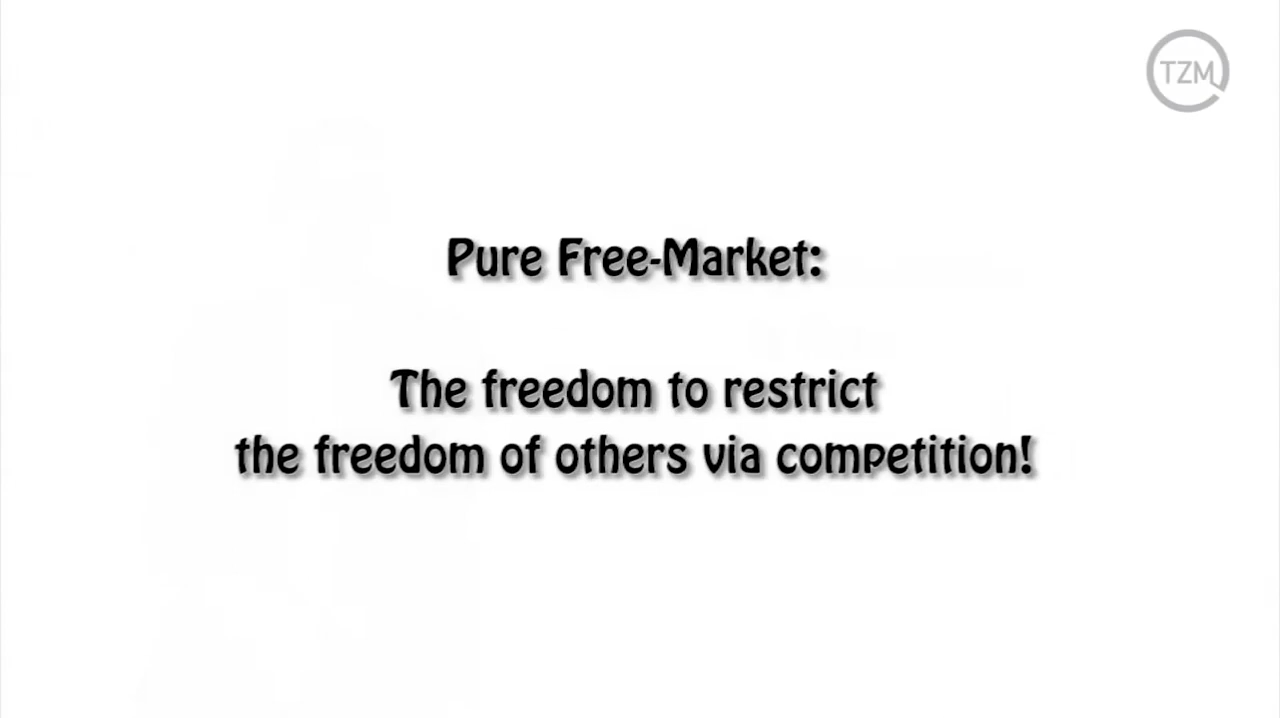 TZM
Pure Free-Market:
The freedom to restrict
the freedom of others via competition!